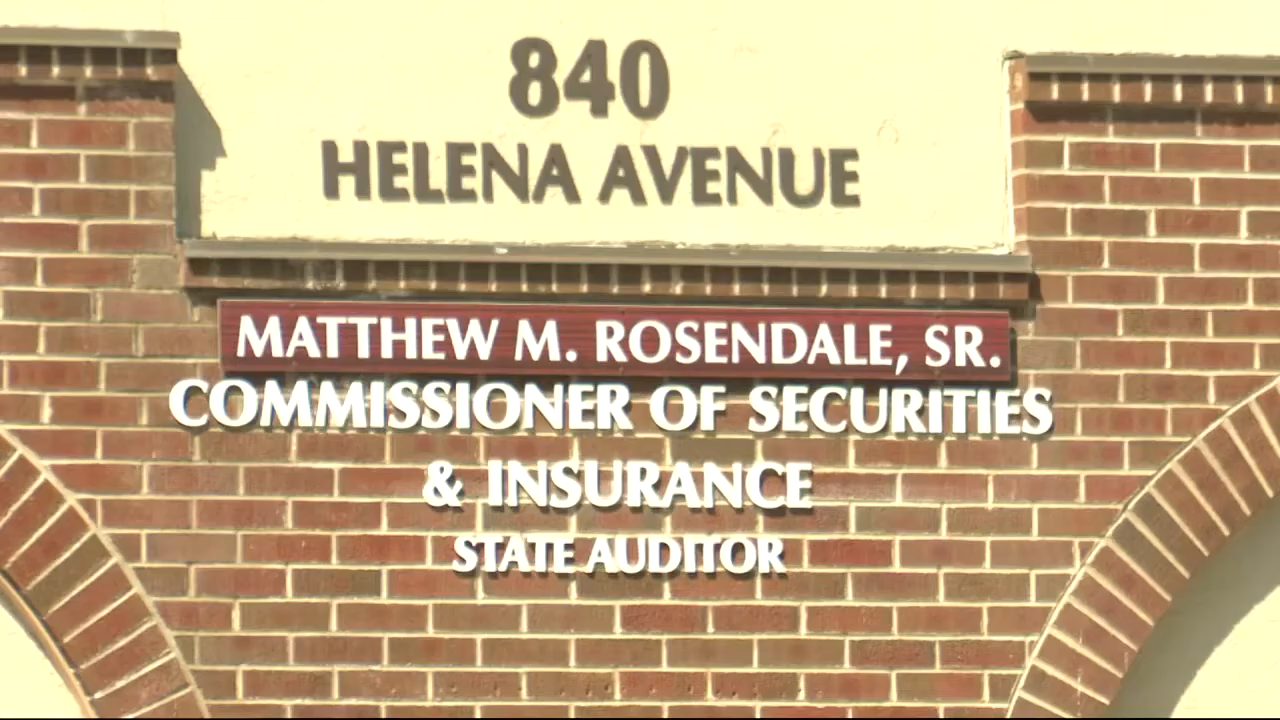 840
HELENA AVENUE
MATTHEW M. ROSENDALE, SR.
COMMISSIONER OF SECURITIES
& INSURANCE
STATE AUDITOR